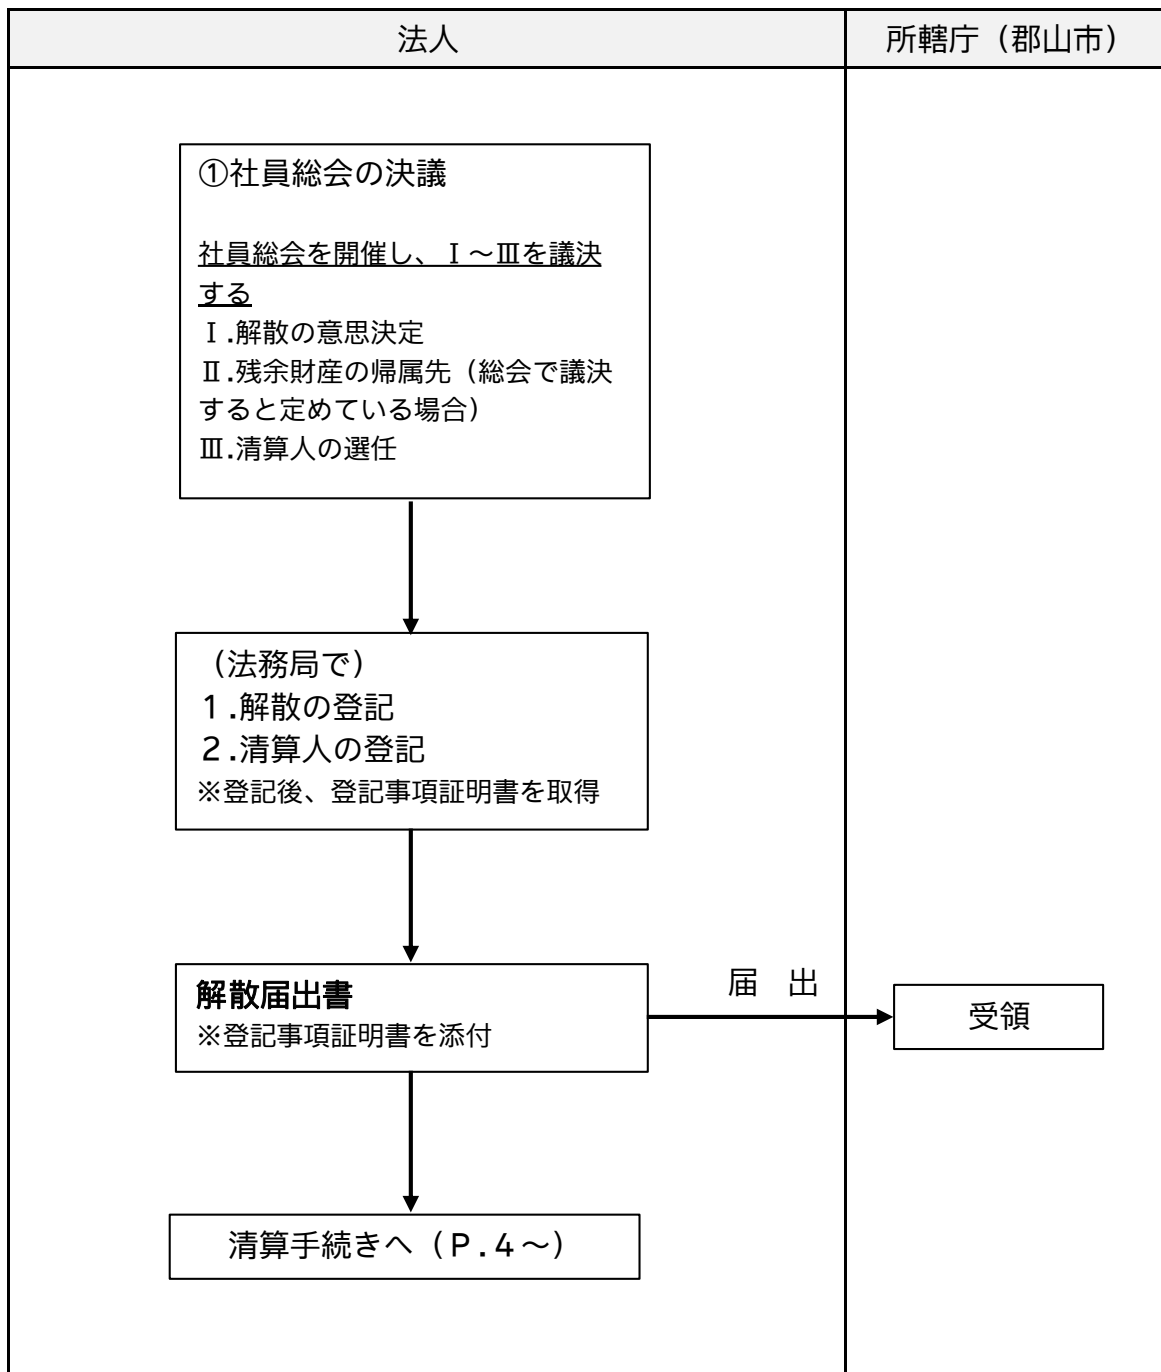 法人
所轄庁（郡山市）
①社員総会の決議
社員総会を開催し、Ⅰ～Ⅲを議決
する
Ⅰ.解散の意思決定
Ⅱ.残余財産の帰属先（総会で議決
すると定めている場合）
Ⅲ.清算人の選任
（法務局で）
１.解散の登記
２.清算人の登記
※登記後、登記事項証明書を取得
解散届出書
※登記事項証明書を添付
届　出
受領
清算手続きへ（Ｐ.４～）